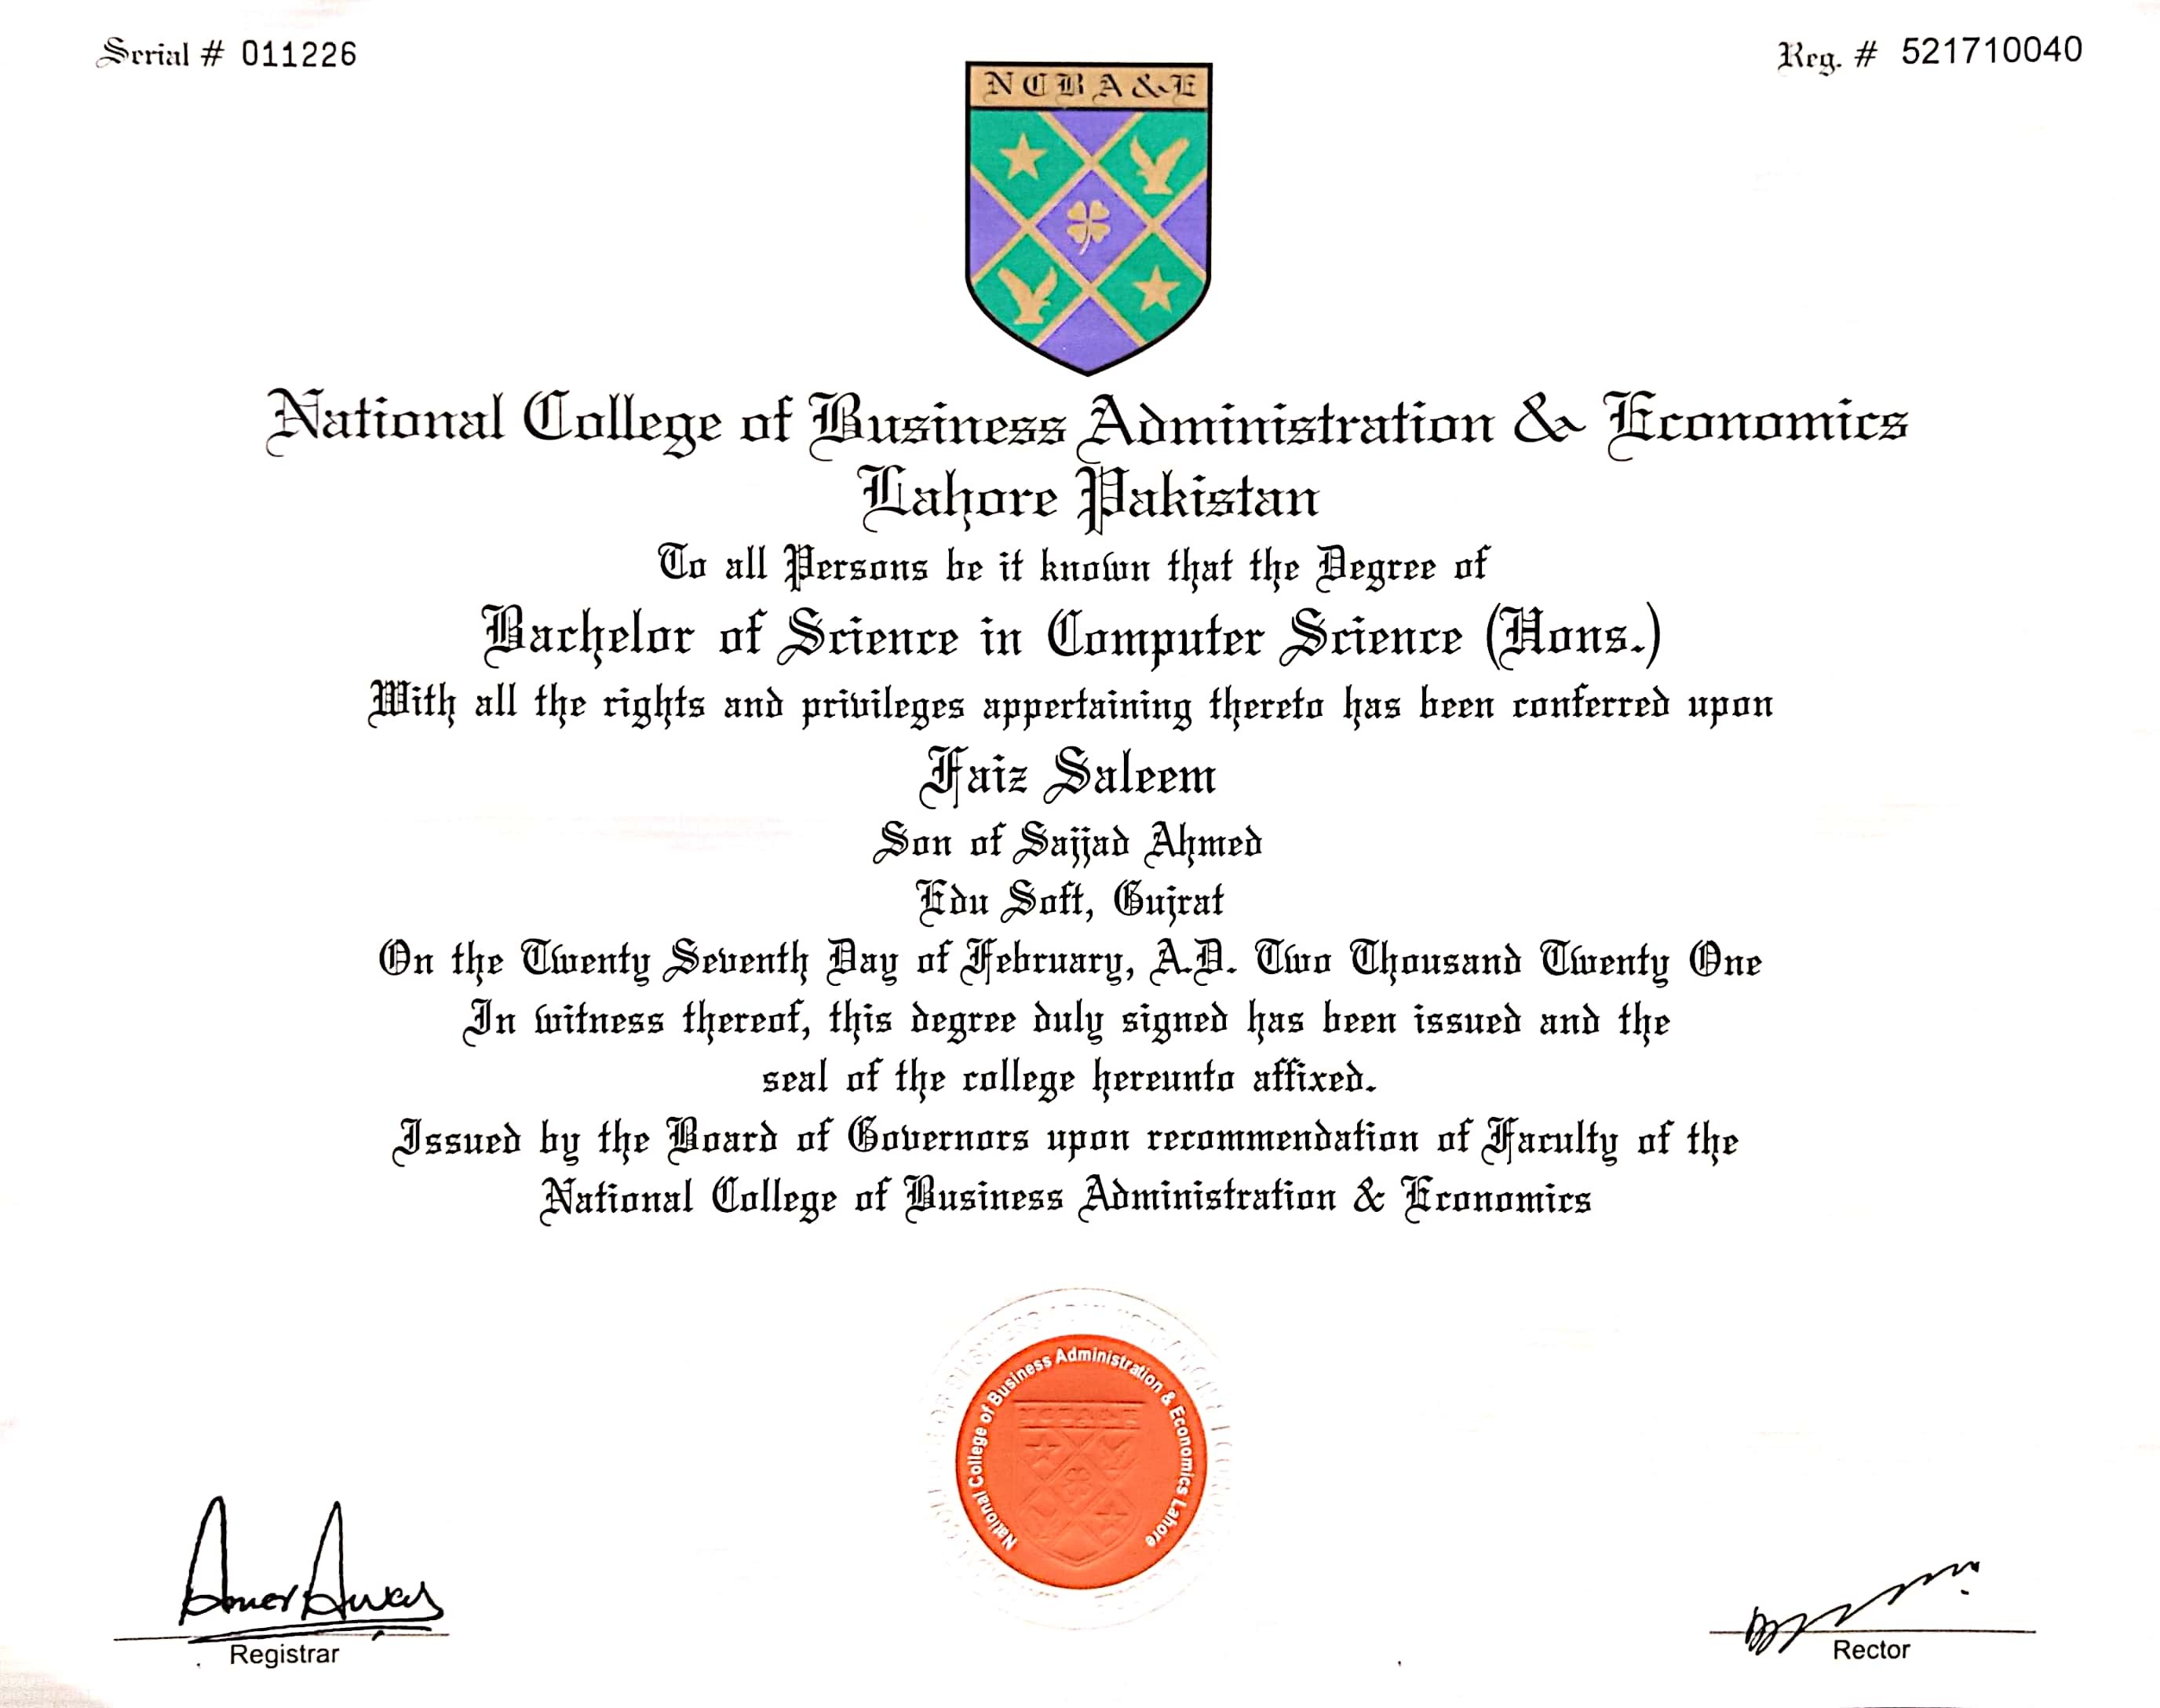 Serial # 011226
Reg. # 521710040
NCBA&E
National College of Business Administration & Economics
Lahore Pakistan
To all Persons be it known that the Degree of
Bachelor of Science in Computer Science (Hons.)
With all the rights and privileges appertaining thereto has been conferred upon
Faiz Saleem
Son of Sajjad Ahmed
Edu Soft, Gujrat
On the Twenty Seventh Day of February, A.D. Two Thousand Twenty One
In witness thereof, this degree duly signed has been issued and the
seal of the college hereunto affixed.
Issued by the Board of Governors upon recommendation of Faculty of the
National College of Business Administration & Economics
National College of Business Administration & Economics Lahore
NCBA&E
Registrar
Rector